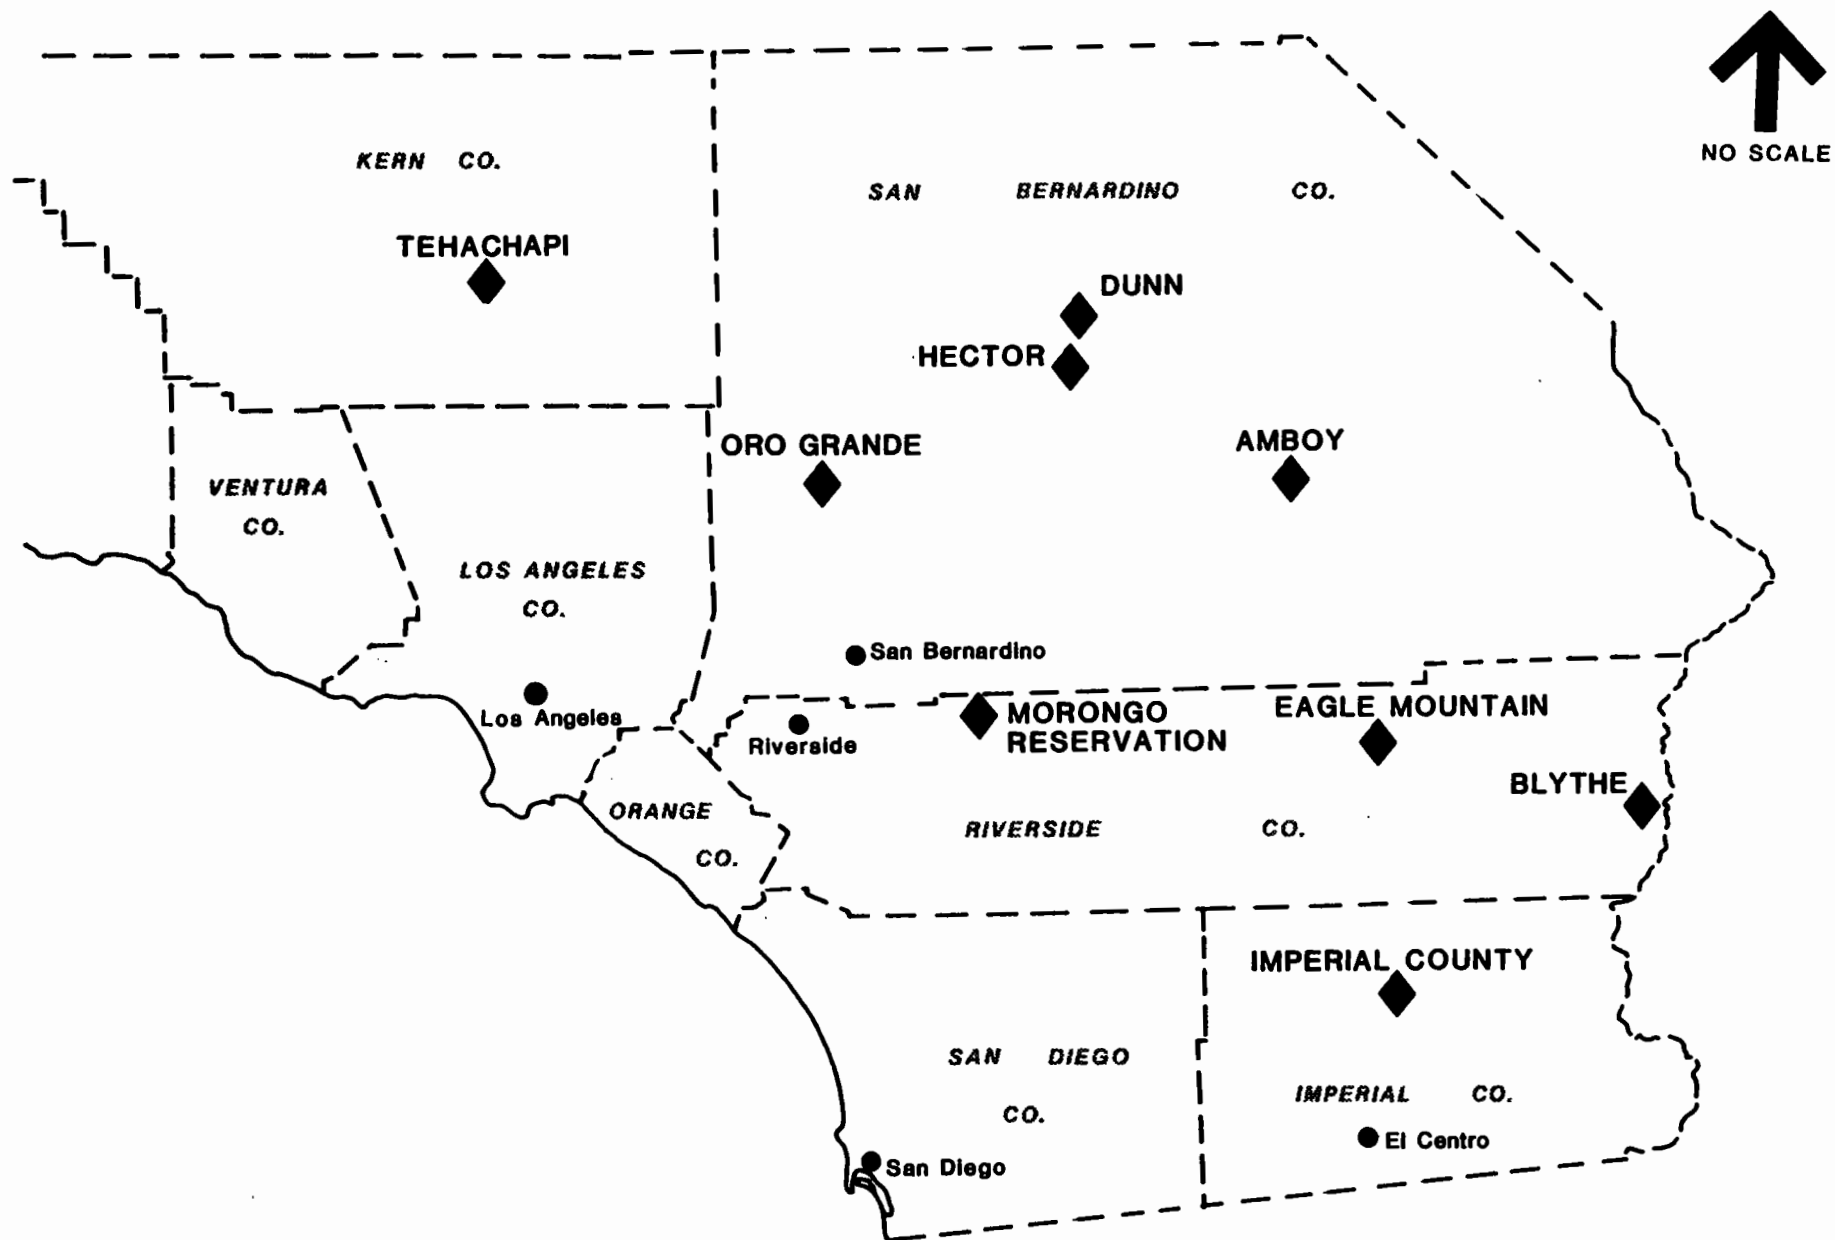 NO SCALE
KERN CO.
SAN BERNARDINO CO.
TEHACHAPI
DUNN
HECTOR
ORO GRANDE
AMBOY
VENTURA
CO.
LOS ANGELES
CO.
San Bernardino
Los Angeles
Riverside
MORONGO
RESERVATION
EAGLE MOUNTAIN
BLYTHE
ORANGE
CO.
RIVERSIDE CO.
IMPERIAL COUNTY
SAN DIEGO
CO.
IMPERIAL CO.
El Centro
San Diego